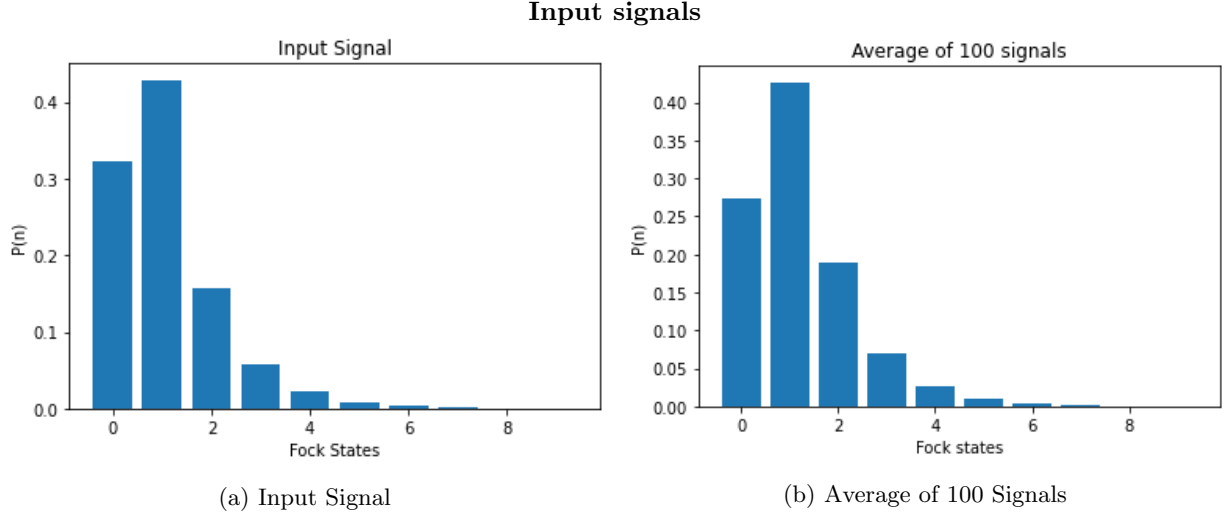 Input signals
Input Signal
P(n)
0.4
0.3
0.2
0.1
0.0
0 2 4 6 8
Fock States
(a) Input Signal
Average of 100 signals
P(n)
0.40
0.35
0.30
0.25
0.20
0.15
0.10
0.05
0.00
0 2 4 6 8
Fock states
(b) Average of 100 Signals